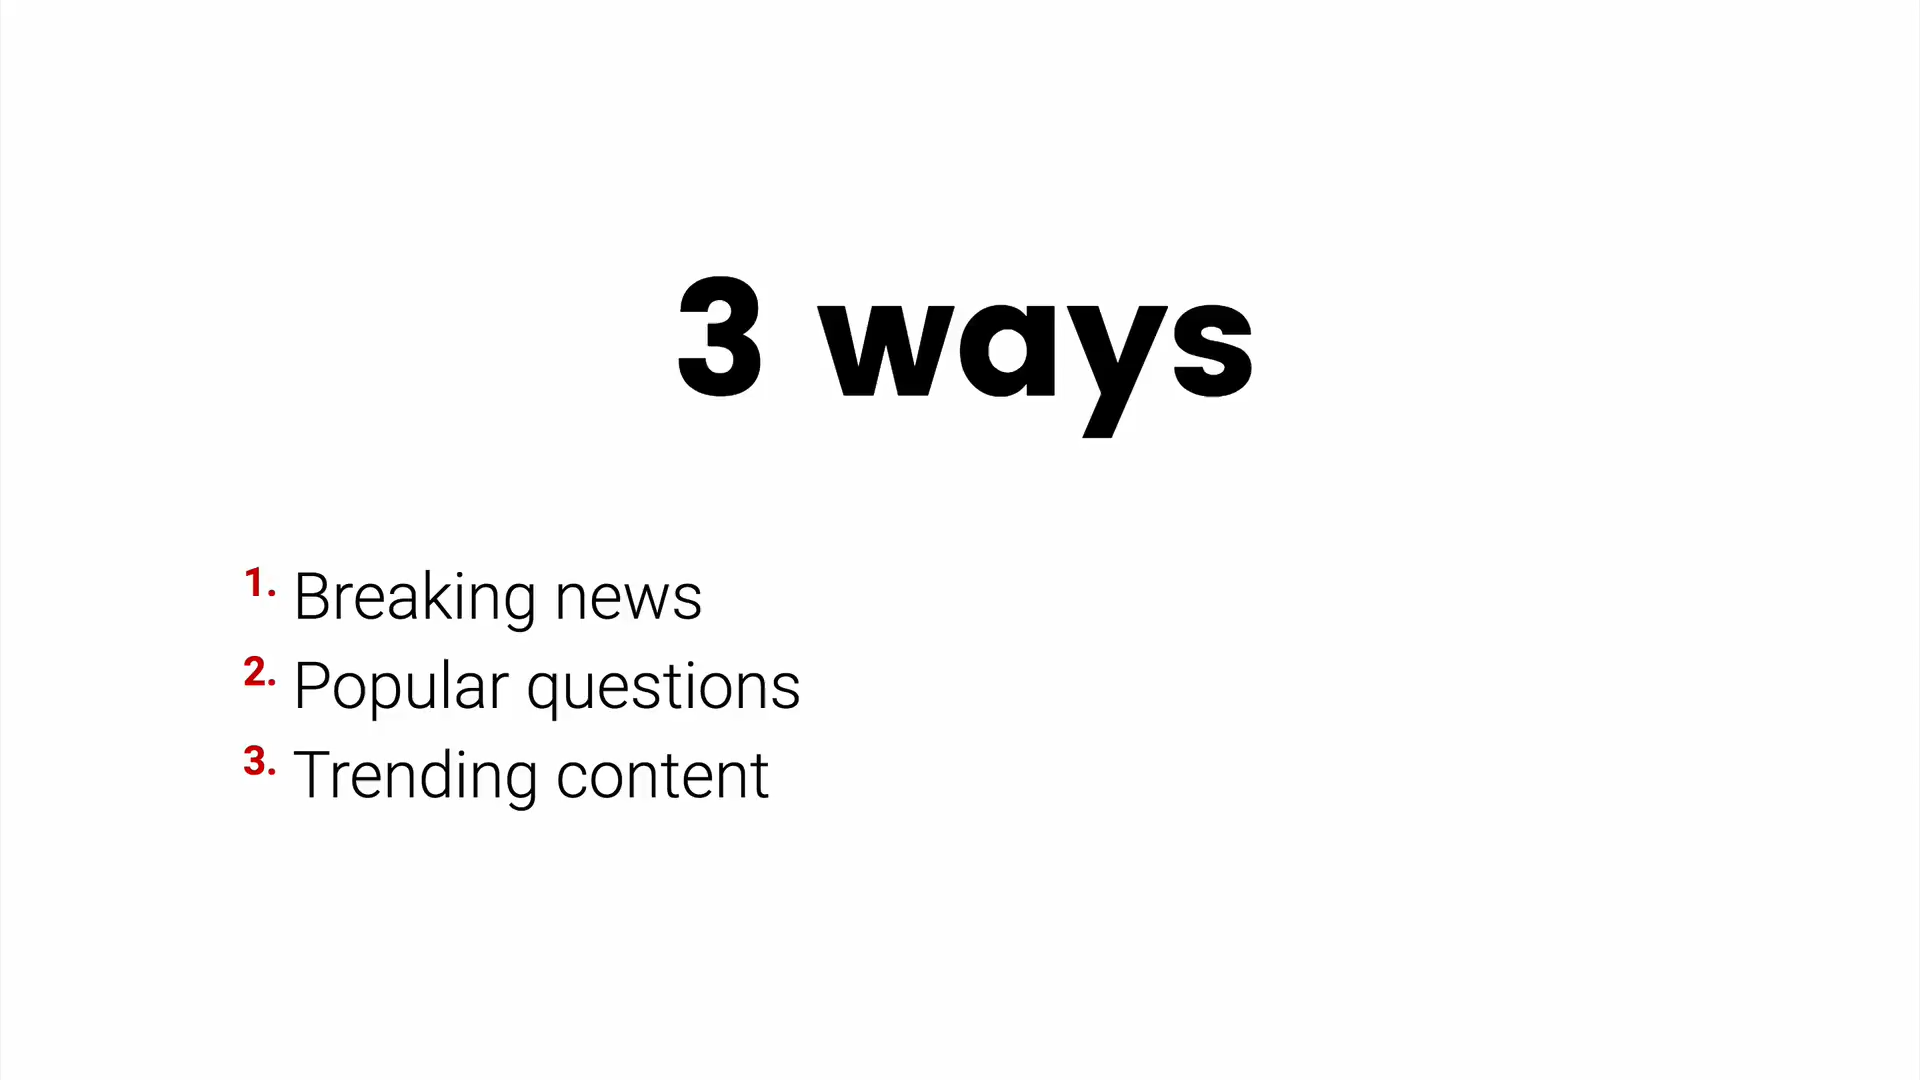 3 ways
1. Breaking news
2. Popular questions
3. Trending content